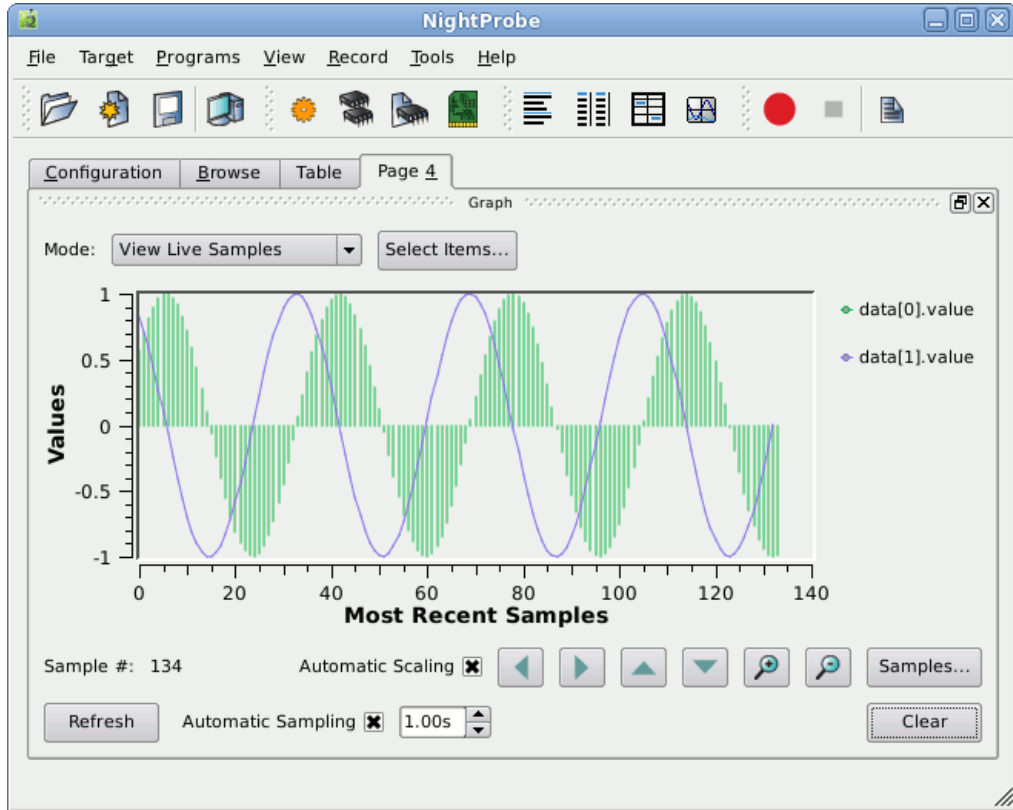 NightProbe
File Target Programs View Record Tools Help
Configuration Browse Table Page 4
Graph
Mode: View Live Samples Select Items...
1
0.5
0
-0.5
-1
Values
data[0].value
data[1].value
0 20 40 60 80 100 120 140
Most Recent Samples
Sample #: 134 Automatic Scaling Samples...
Refresh Automatic Sampling 1.00s Clear